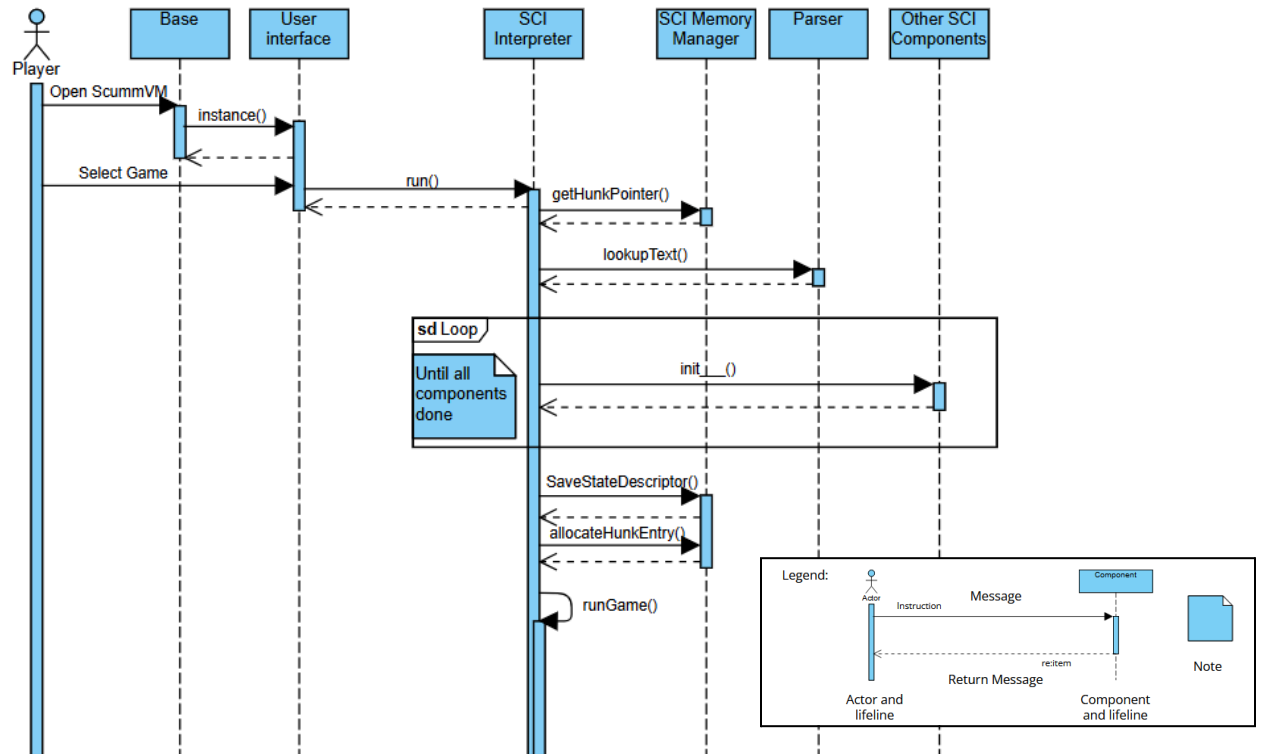 Player
Base
User
interface
SCI
Interpreter
SCI Memory
Manager
Parser
Other SCI
Components
Open ScummVM
instance()
Select Game
run()
getHunkPointer()
lookupText()
sd Loop
Until all
components
done
init___()
SaveStateDescriptor()
allocateHunkEntry()
runGame()
Legend:
Actor
Instruction
Message
Component
re:item
Return Message
Note
Actor and
lifeline
Component
and lifeline